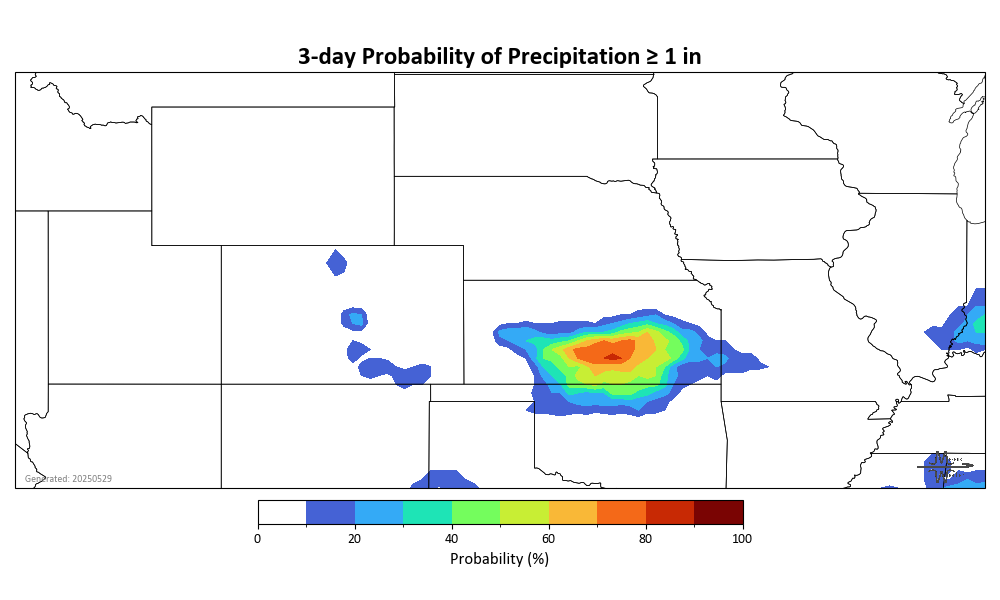 3-day Probability of Precipitation ≥ 1 in
Generated: 20250529
0 20 40 60 80 100
Probability (%)